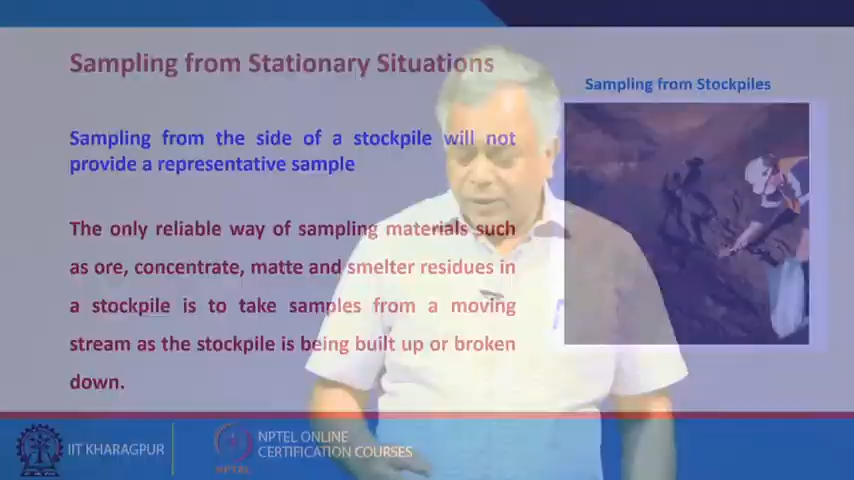 Sampling from Stationary Situations
Sampling from Stockpiles
Sampling from the side of a stockpile will not
provide a representative sample
The only reliable way of sampling materials such
as ore, concentrate, matte and smelter residues in
a stockpile is to take samples from a moving
stream as the stockpile is being built up or broken
down.
IIT KHARAGPUR
NPTEL
NPTEL ONLINE
CERTIFICATION COURSES